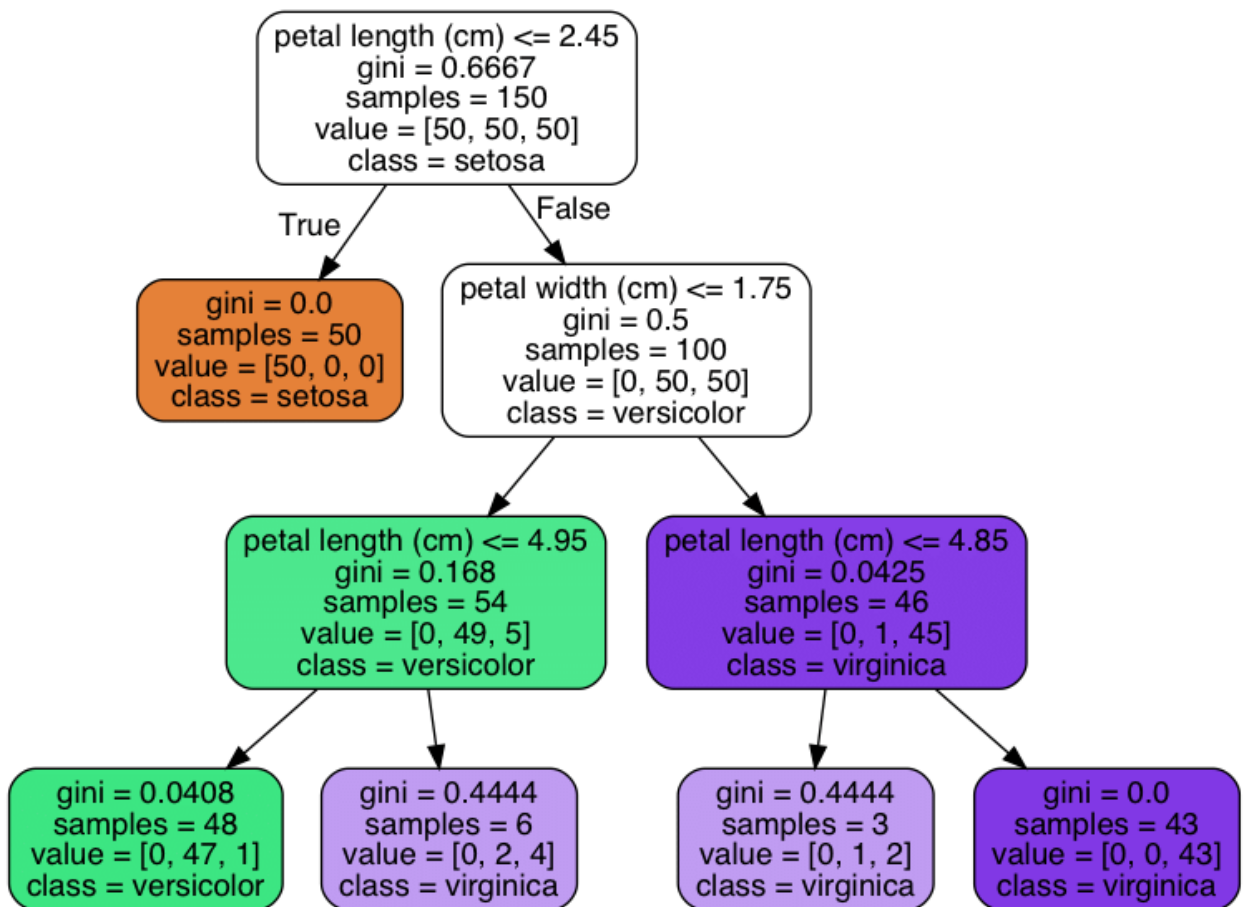 petal length (cm) <= 2.45
gini = 0.6667
samples = 150
value = [50, 50, 50]
class = setosa
True
False
gini = 0.0
samples = 50
value = [50, 0, 0]
class = setosa
petal width (cm) <= 1.75
gini = 0.5
samples = 100
value = [0, 50, 50]
class = versicolor
petal length (cm) <= 4.95
gini = 0.168
samples = 54
value = [0, 49, 5]
class = versicolor
petal length (cm) <= 4.85
gini = 0.0425
samples = 46
value = [0, 1, 45]
class = virginica
gini = 0.0408
samples = 48
value = [0, 47, 1]
class = versicolor
gini = 0.4444
samples = 6
value = [0, 2, 4]
class = virginica
gini = 0.4444
samples = 3
value = [0, 1, 2]
class = virginica
gini = 0.0
samples = 43
value = [0, 0, 43]
class = virginica